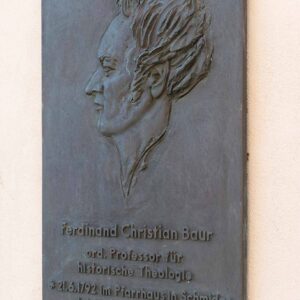 Ferdinand Christian Baur
ord. Professor für
historische Theologie
* 21.6.1792 im Pfarrhaus in